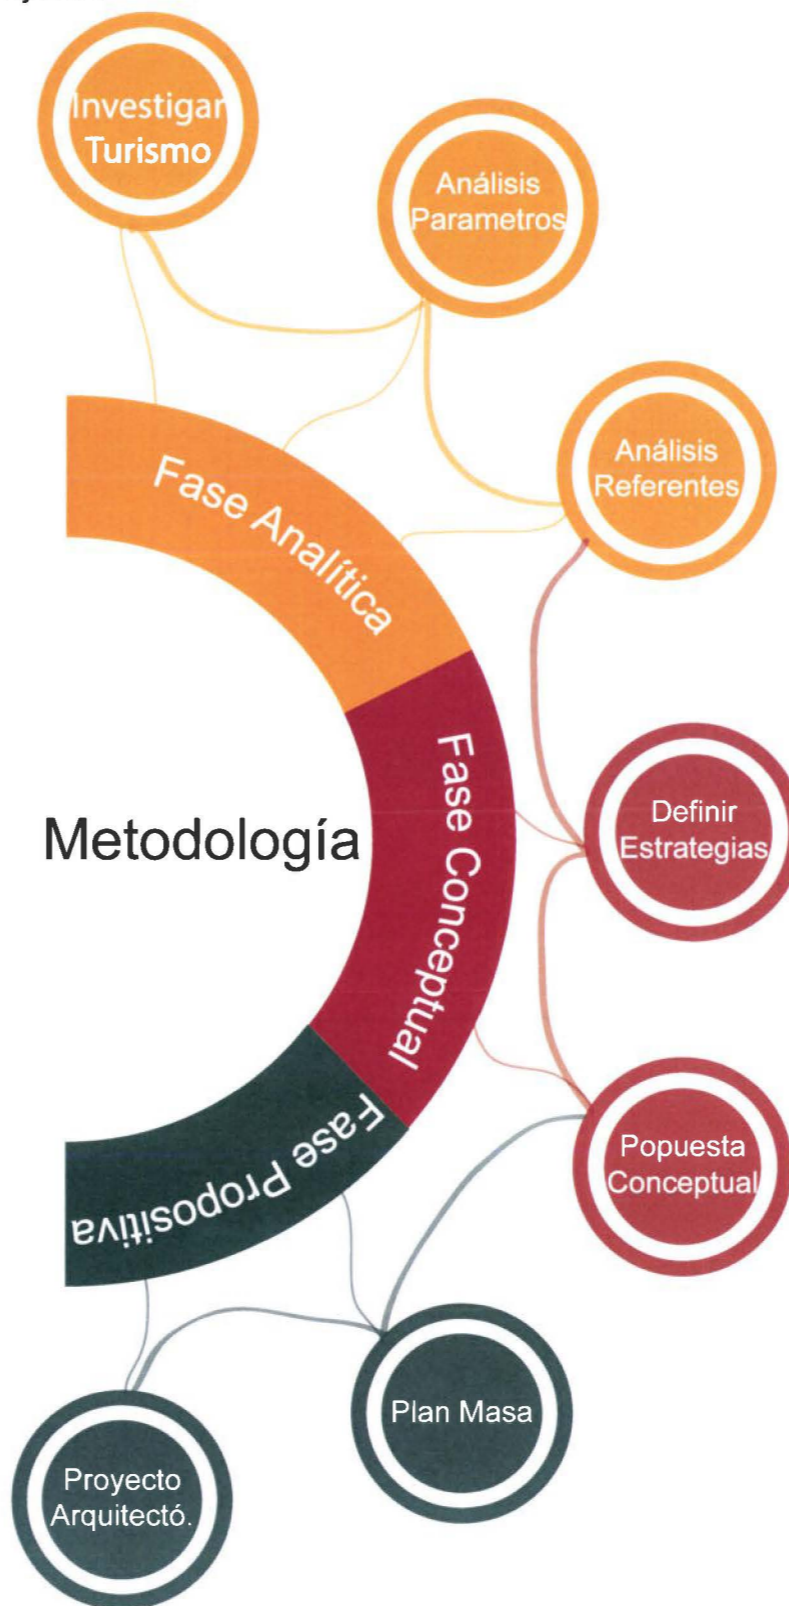 Investigar
Turismo
Análisis
Parametros
Análisis
Referentes
Fase Analítica
Fase Conceptual
Metodología
Definir
Estrategias
Popuesta
Conceptual
Fase Propositiva
Plan Masa
Proyecto
Arquitectó.